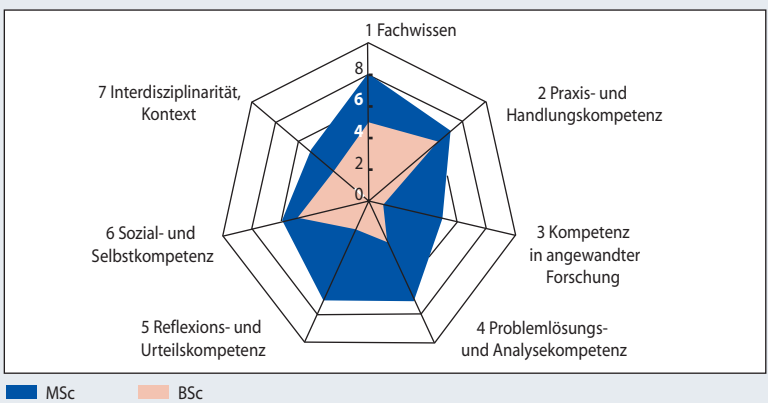 1 Fachwissen
2 Praxis- und
Handlungskompetenz
3 Kompetenz
in angewandter
Forschung
4 Problemlösungs-
und Analysekompetenz
5 Reflexions- und
Urteilskompetenz
6 Sozial- und
Selbstkompetenz
7 Interdisziplinarität,
Kontext
8
6
4
2
0
MSc
BSc